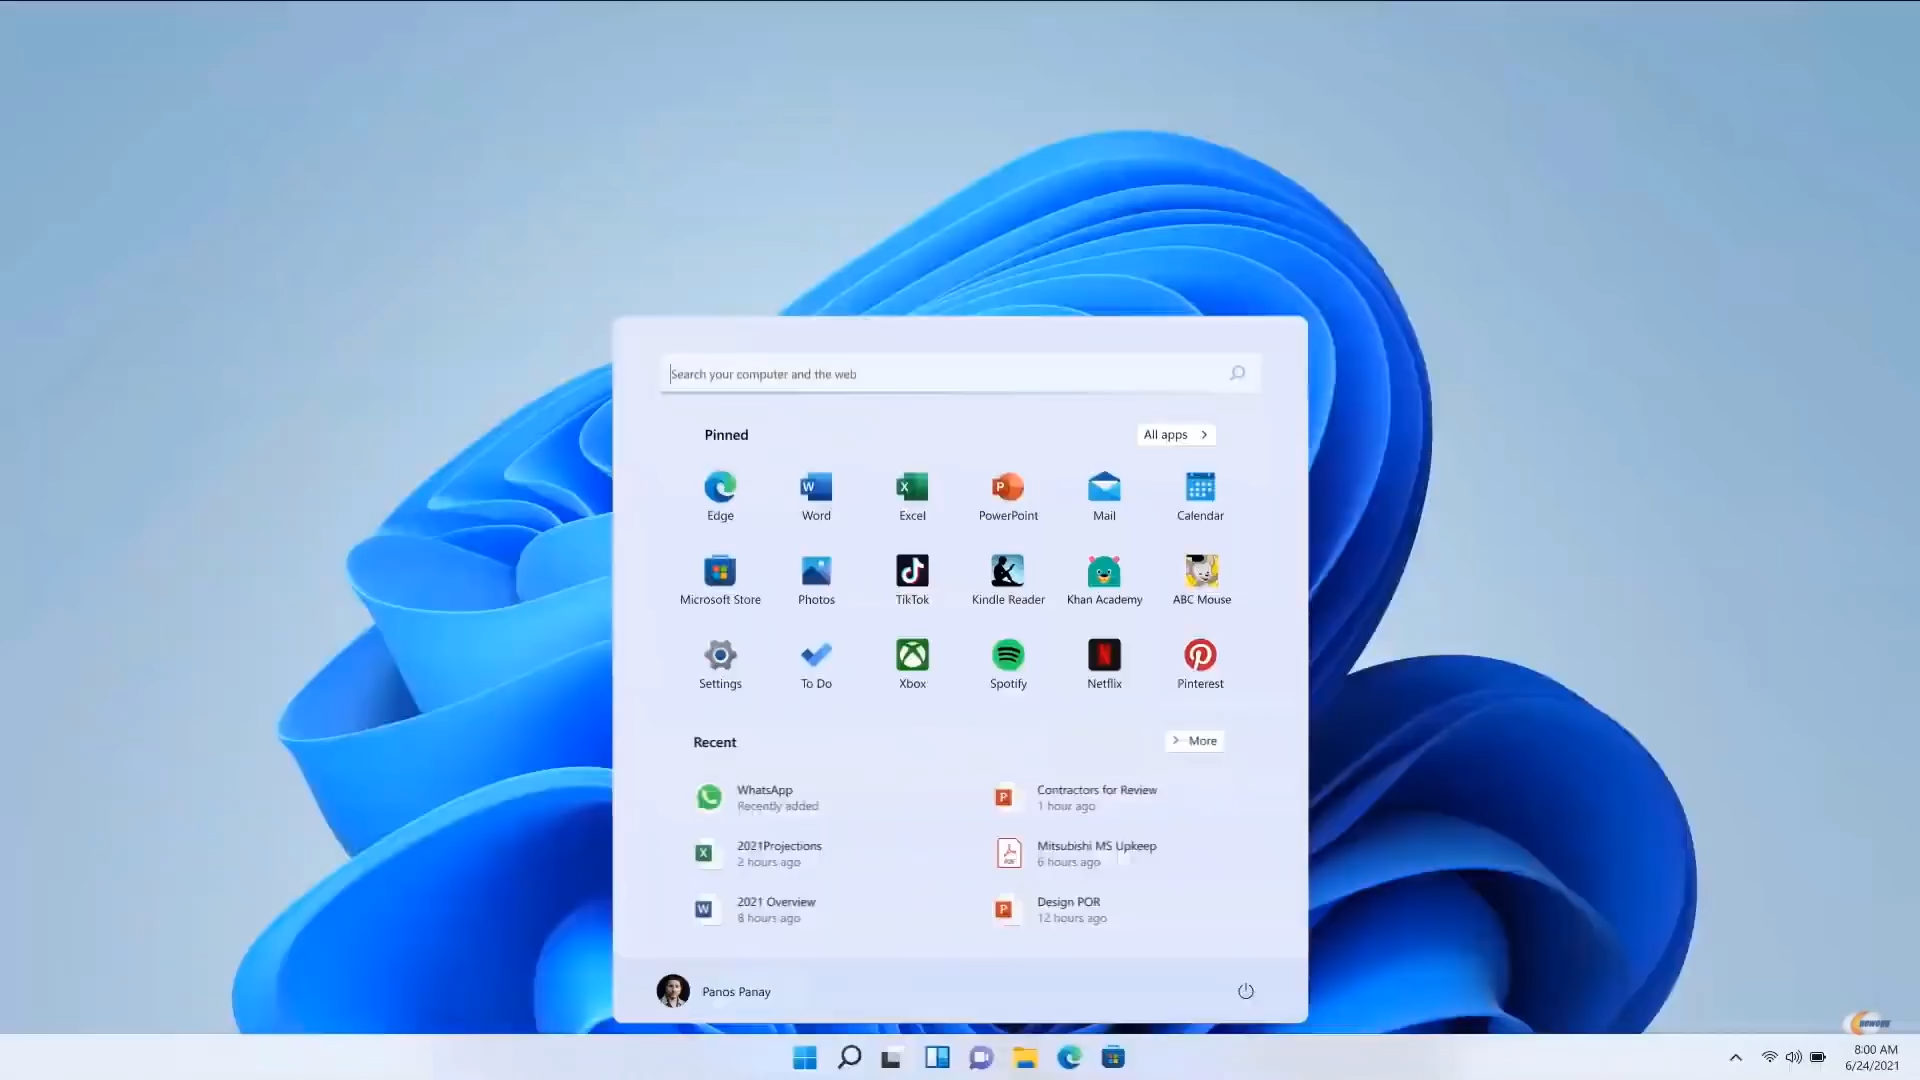 Search your computer and the web
Pinned
All apps
Edge
Word
Excel
PowerPoint
Mail
Calendar
Microsoft Store
Photos
TikTok
Kindle Reader
Khan Academy
ABC Mouse
Settings
To Do
Xbox
Spotify
Netflix
Pinterest
Recent
More
WhatsApp
Recently added
Contractors for Review
1 hour ago
2021Projections
2 hours ago
Mitsubishi MS Upkeep
6 hours ago
2021 Overview
8 hours ago
Design POR
12 hours ago
Panos Panay
newegg
8:00 AM
6/24/2021